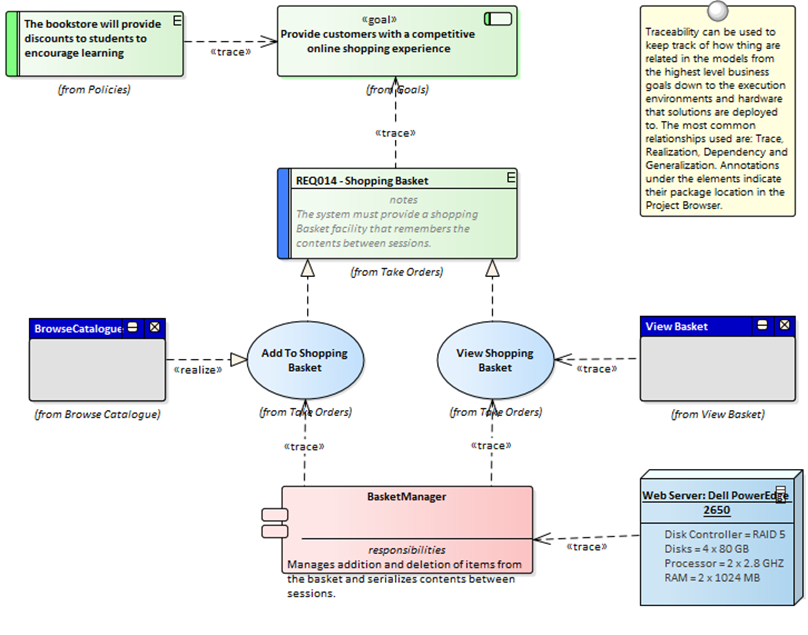 The bookstore will provide
discounts to students to
encourage learning
(from Policies)
«trace»
«goal»
Provide customers with a competitive
online shopping experience
(from Goals)
Traceability can be used to
keep track of how thing are
related in the models from
the highest level business
goals down to the execution
environments and hardware
that solutions are deployed
to. The most common
relationships used are: Trace,
Realization, Dependency and
Generalization. Annotations
under the elements indicate
their package location in the
Project Browser.
«trace»
REQ014 - Shopping Basket
notes
The system must provide a shopping
Basket facility that remembers the
contents between sessions.
(from Take Orders)
BrowseCatalogue
(from Browse Catalogue)
«realize»
Add To Shopping
Basket
(from Take Orders)
View Shopping
Basket
(from Take Orders)
«trace»
View Basket
(from View Basket)
«trace»
«trace»
BasketManager
responsibilities
Manages addition and deletion of items from
the basket and serializes contents between
sessions.
«trace»
Web Server: Dell PowerEdge
2650
Disk Controller = RAID 5
Disks = 4 x 80 GB
Processor = 2 x 2.8 GHZ
RAM = 2 x 1024 MB